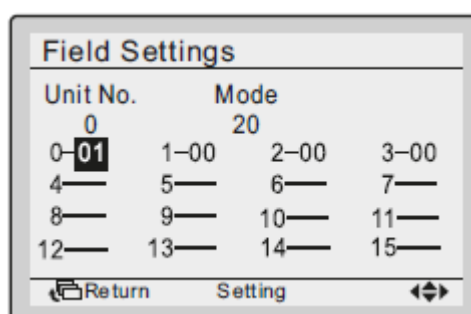 Field Settings
Unit No. Mode
0 20
0–01 1–00 2–00 3–00
4— 5— 6— 7—
8— 9— 10— 11—
12— 13— 14— 15—
Return Setting